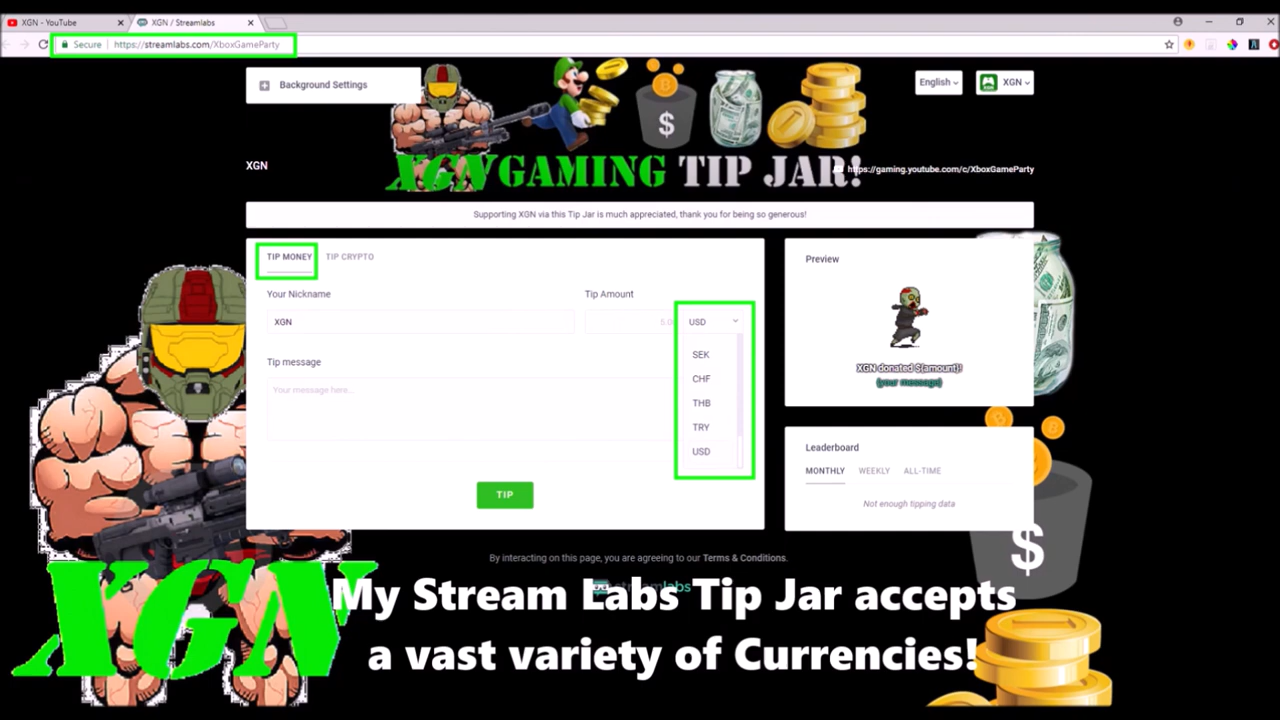 XGN - YouTube
XGN / Streamlabs
Secure
https://streamlabs.com/XboxGameParty
Background Settings
$
English
XGN
XGN
XGN GAMING TIP JAR!
https://gaming.youtube.com/c/XboxGameParty
Supporting XGN via this Tip Jar is much appreciated, thank you for being so generous!
TIP MONEY
TIP CRYPTO
Your Nickname
Tip Amount
XGN
USD
SEK
CHF
THB
TRY
USD
Tip message
Your message here...
TIP
Preview
XGN donated ${amount}!
{your message}
Leaderboard
MONTHLY
WEEKLY
ALL-TIME
Not enough tipping data
$
By interacting on this page, you are agreeing to our Terms & Conditions.
streamlabs
XGN
My Stream Labs Tip Jar accepts
a vast variety of Currencies!